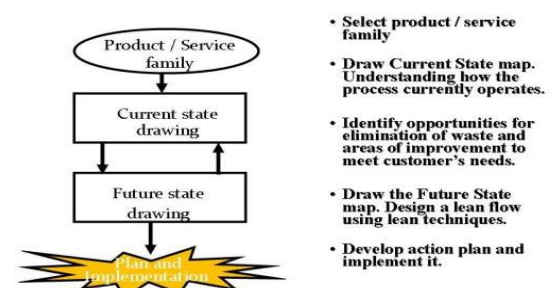 Product / Service
family
Current state
drawing
Future state
drawing
Plan and
Implementation
• Select product / service
family
• Draw Current State map.
Understanding how the
process currently operates.
• Identify opportunities for
elimination of waste and
areas of improvement to
meet customer's needs.
• Draw the Future State
map. Design a lean flow
using lean techniques.
• Develop action plan and
implement it.